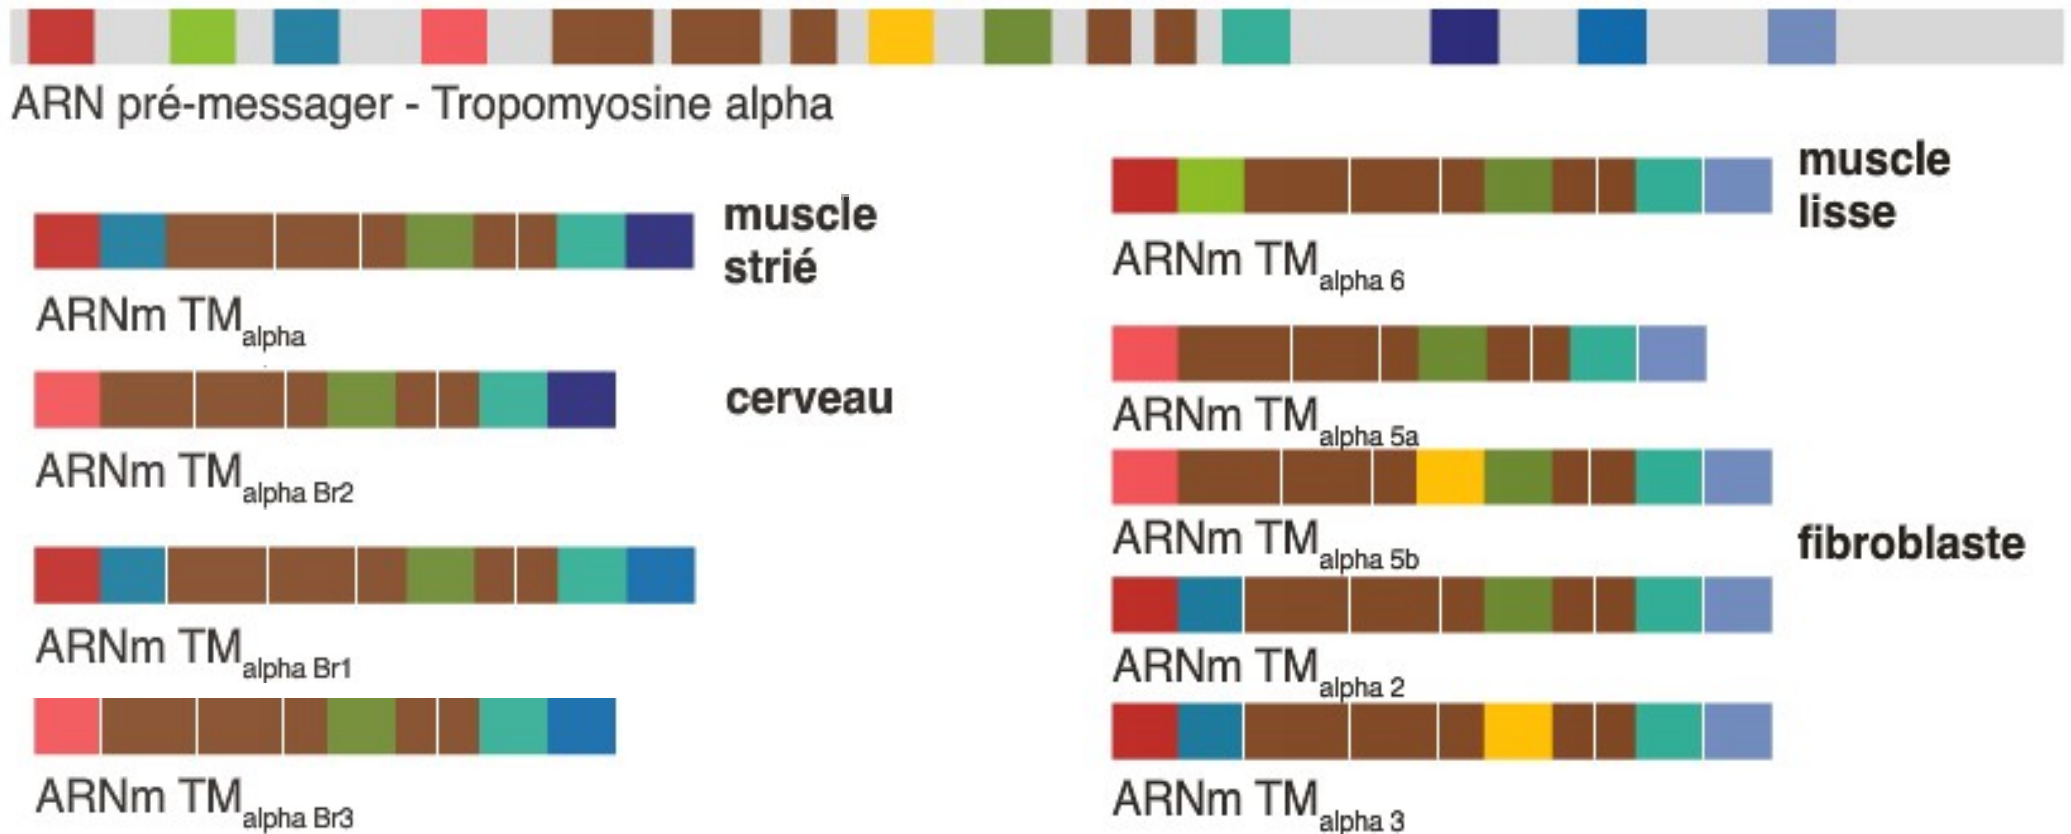 ARN pré-messager - Tropomyosine alpha
muscle
strié
ARNm TMalpha
cerveau
ARNm TMalpha Br2
ARNm TMalpha Br1
ARNm TMalpha Br3
muscle
lisse
ARNm TMalpha 6
ARNm TMalpha 5a
ARNm TMalpha 5b
fibroblaste
ARNm TMalpha 2
ARNm TMalpha 3